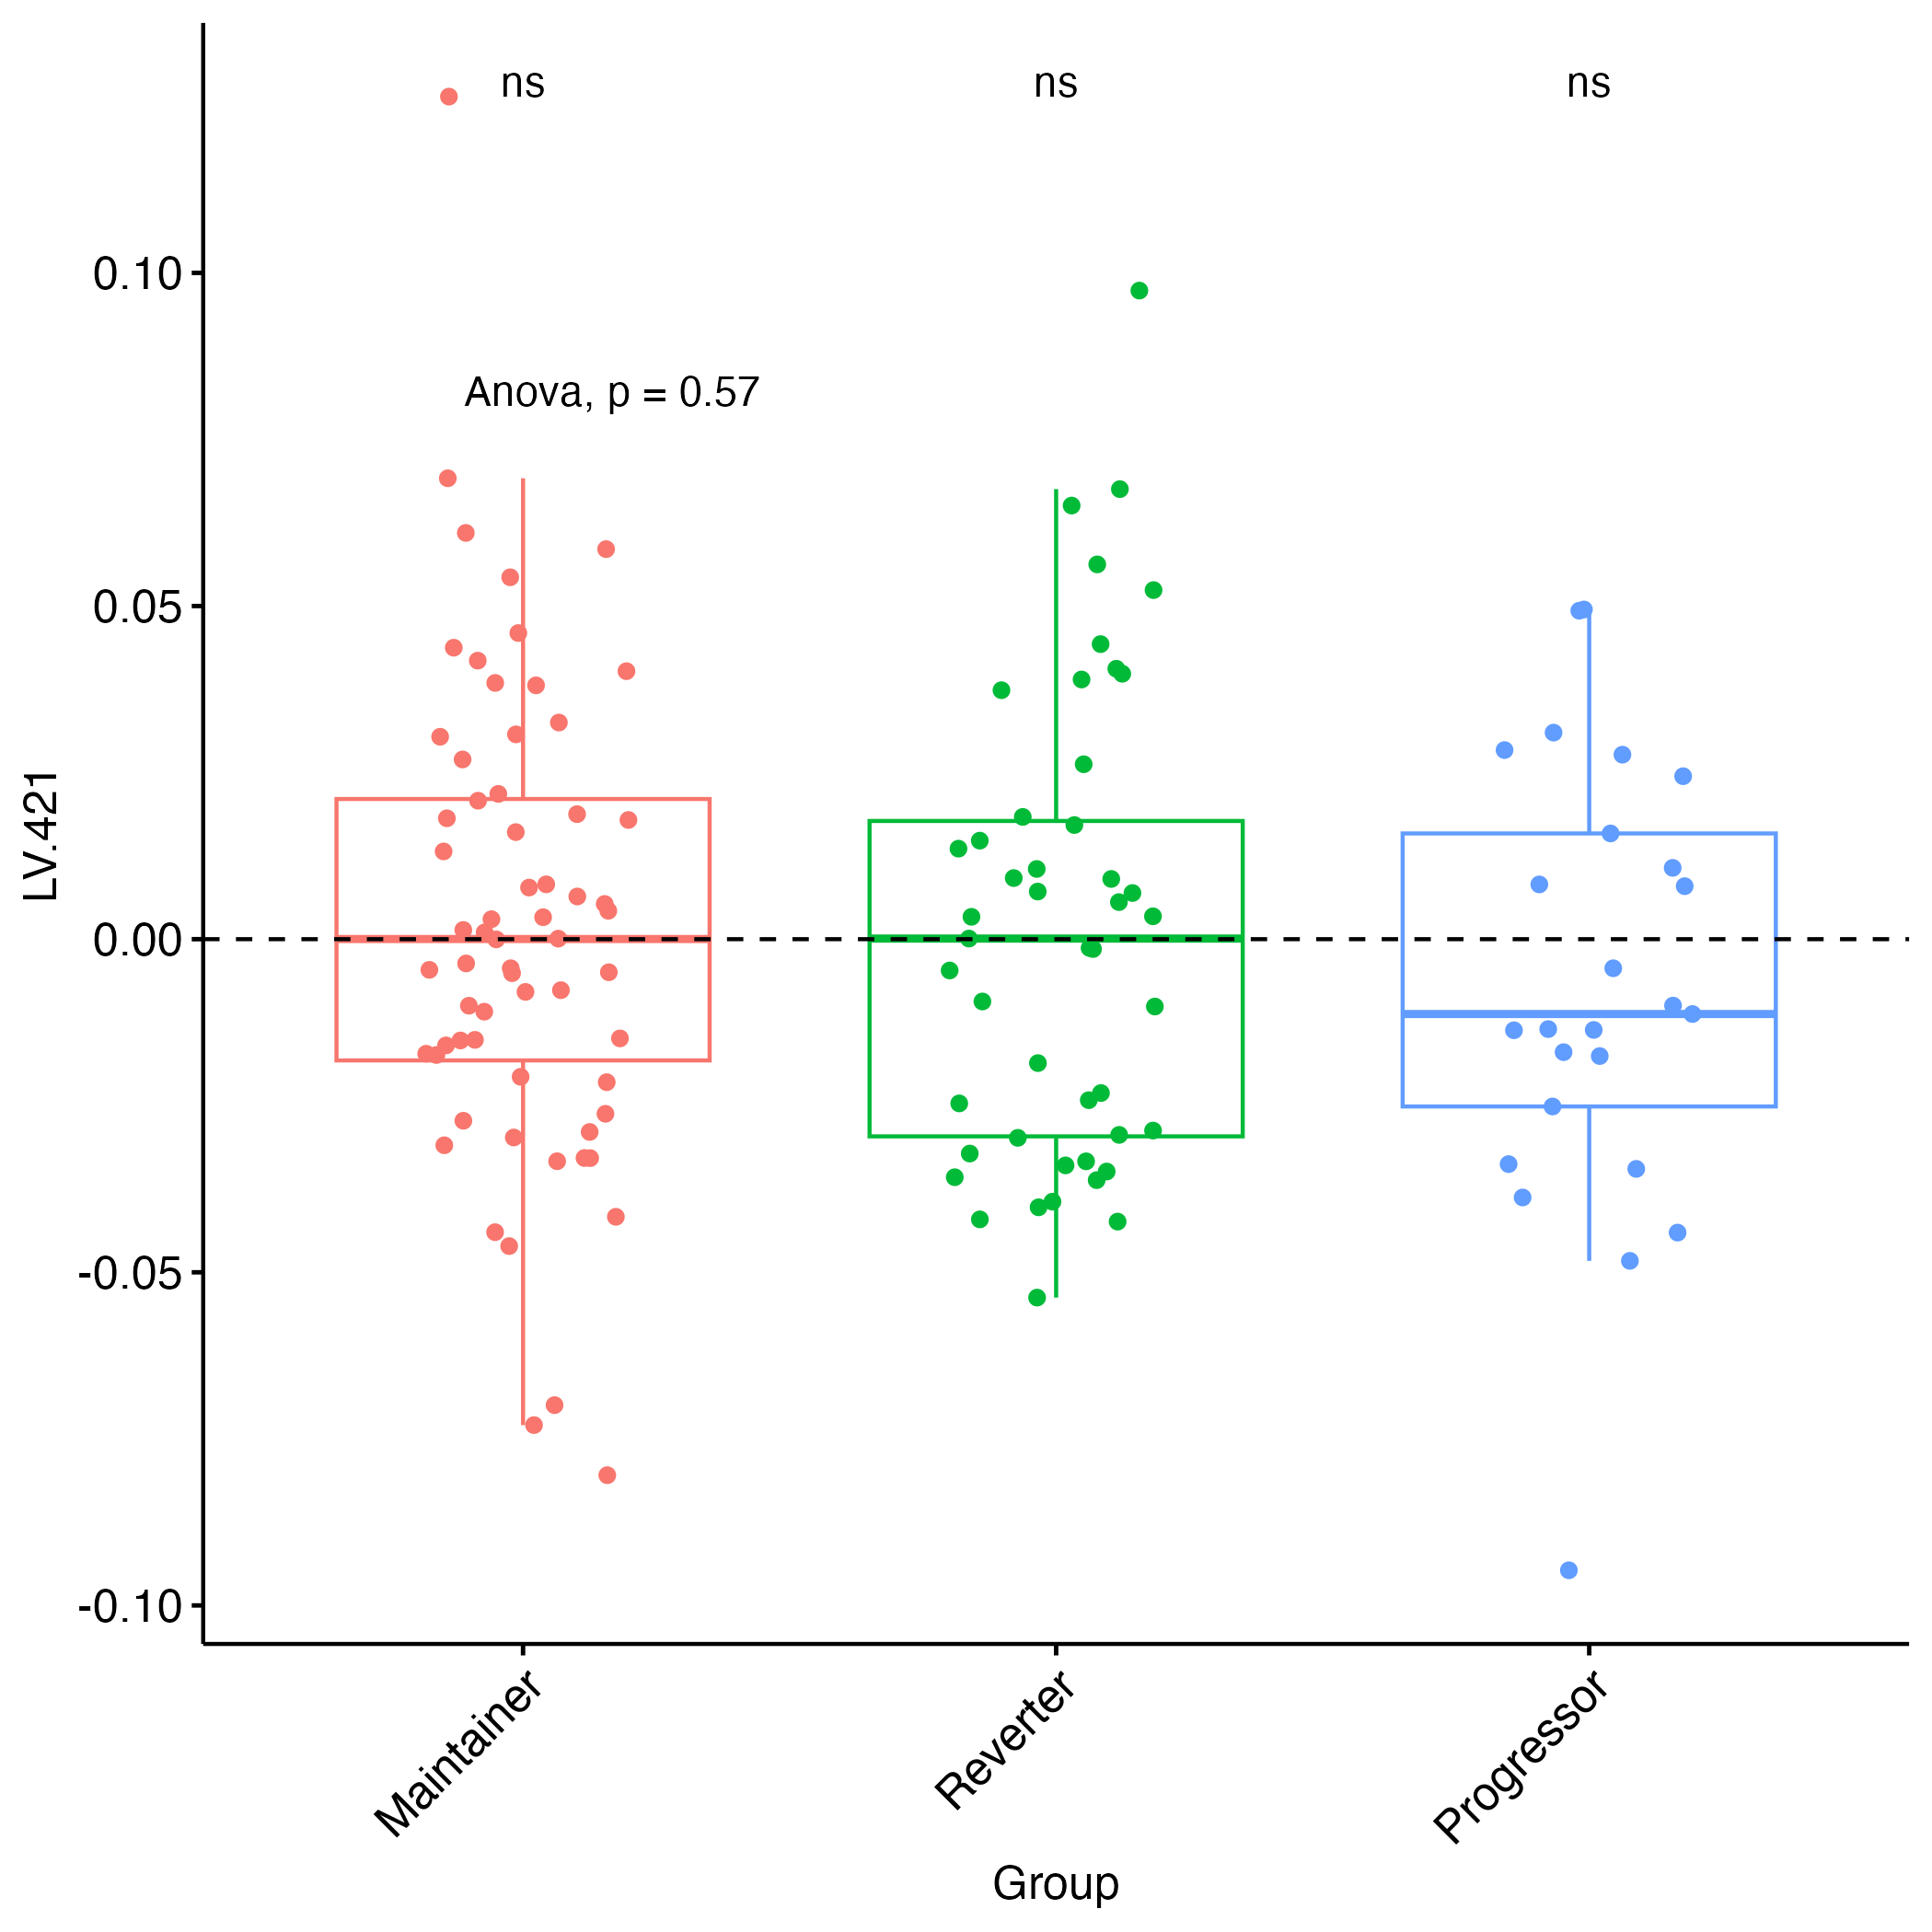 ns
ns
ns
Anova, p = 0.57
LV.421
0.10
0.05
0.00
-0.05
-0.10
Maintainer
Reverter
Progressor
Group